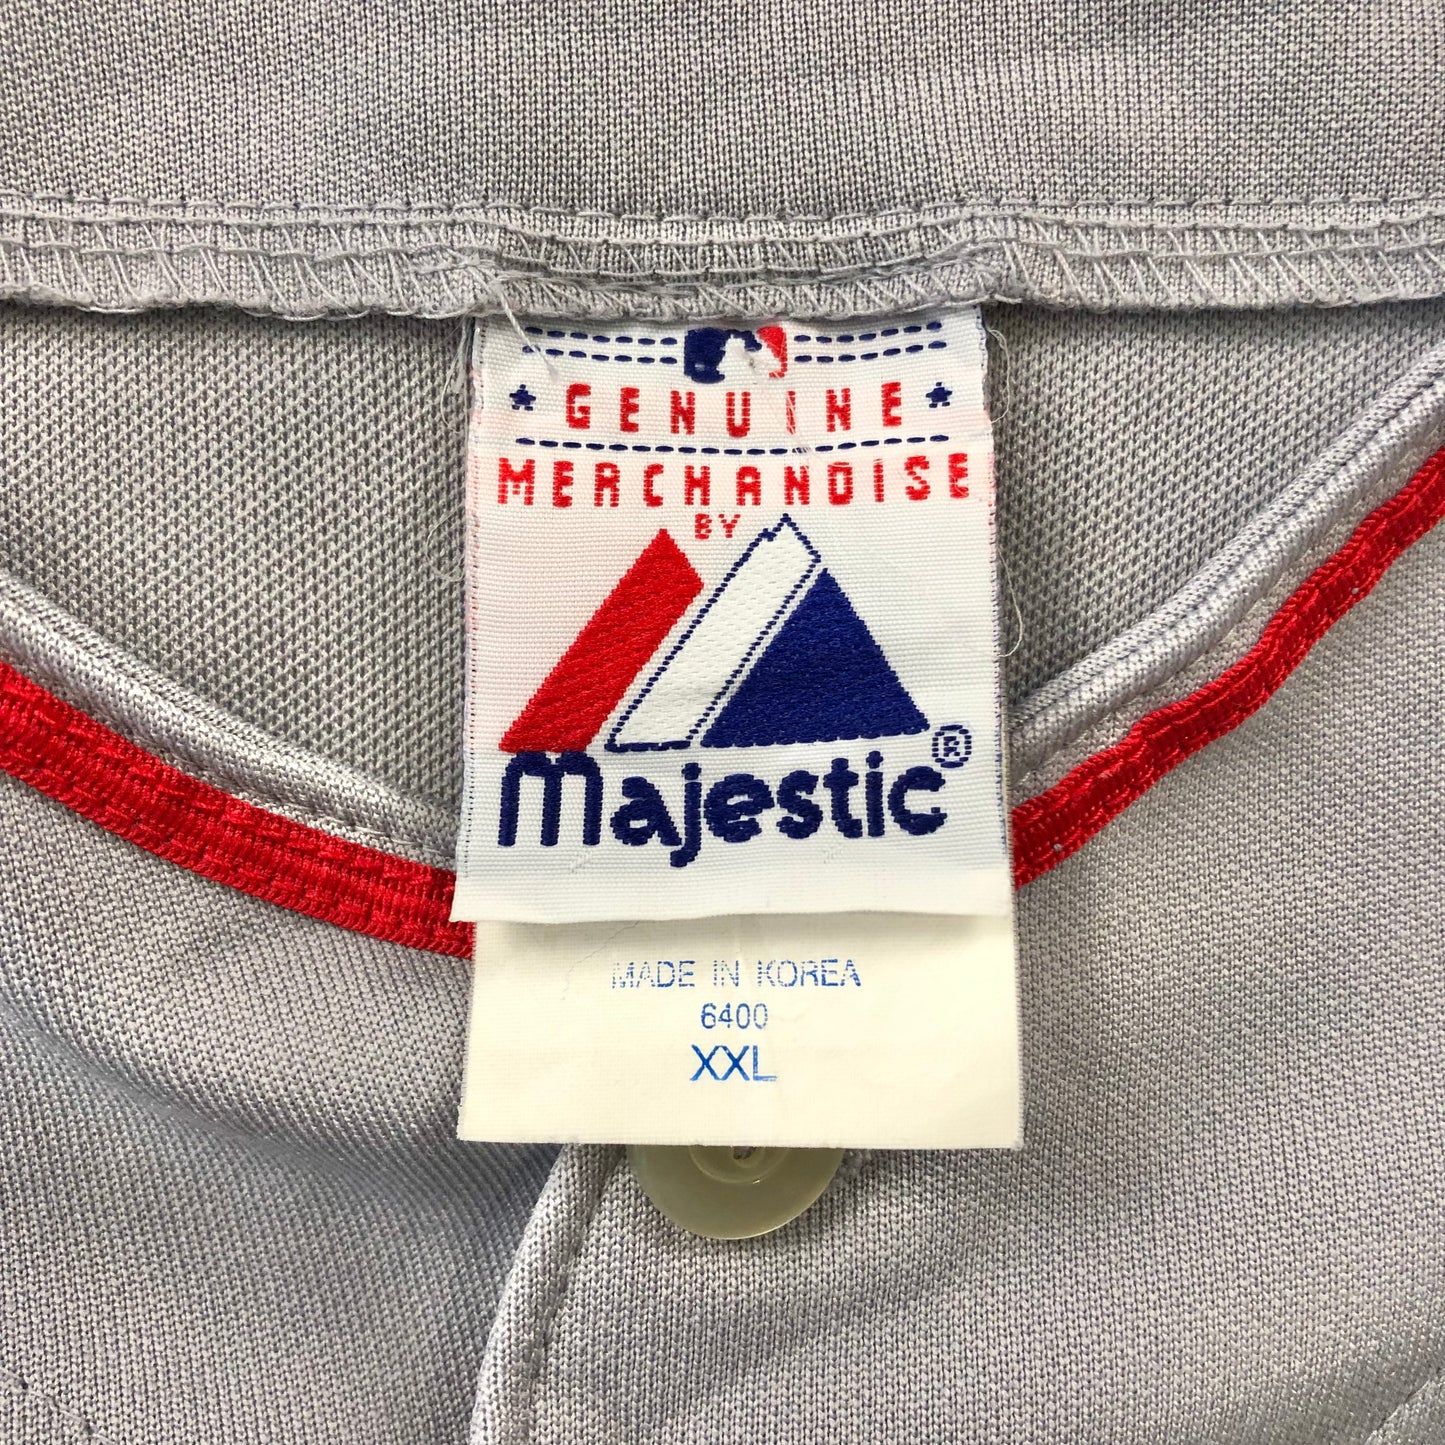 GENUINE
MERCHANDISE
BY
Majestic®
MADE IN KOREA
6400
XXL